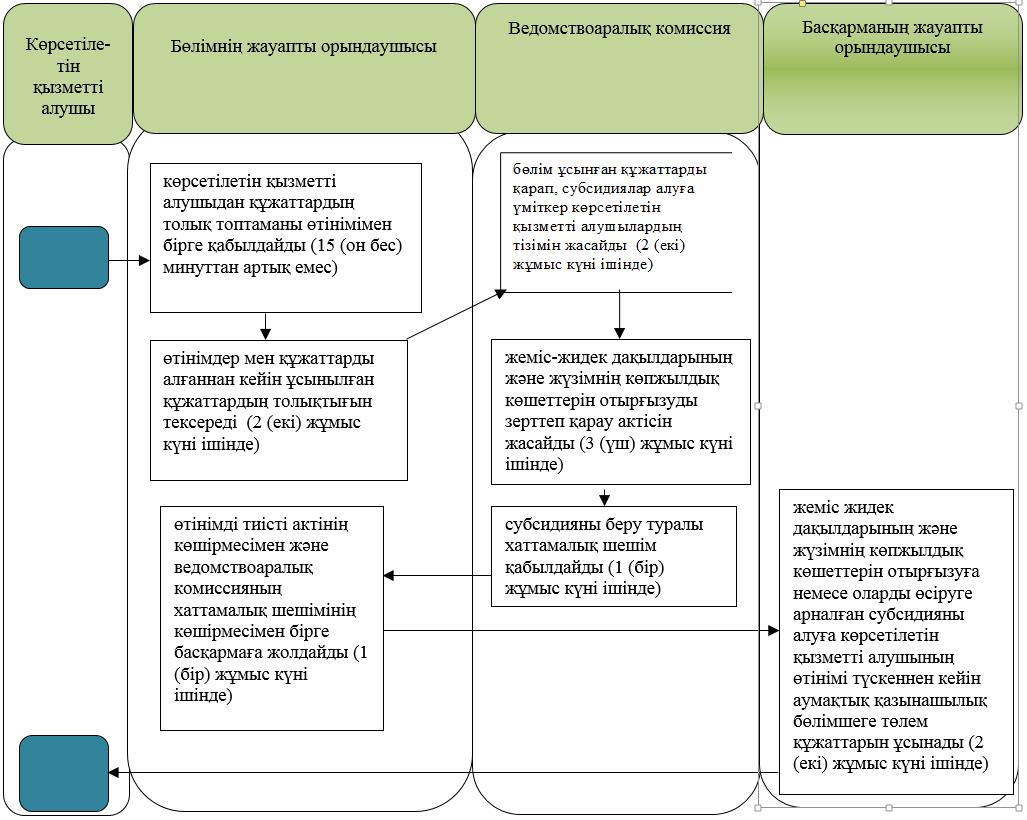 Көрсетіле-
тін
қызметті
алушы
Бөлімнің жауапты орындаушысы
Ведомствоаралық комиссия
Басқарманың жауапты
орындаушысы
көрсетілетін қызметті
алушыдан құжаттардың
толық топтаманы өтінімімен
бірге қабылдайды (15 (он бес)
минуттан артық емес)
өтінімдер мен құжаттарды
алғаннан кейін ұсынылған
құжаттардың толықтығын
тексереді (2 (екі) жұмыс
күні ішінде)
бөлім ұсынған құжаттарды
қарап, субсидиялар алуға
үміткер көрсетілетін
қызметті алушылардың
тізімін жасайды (2 (екі)
жұмыс күні ішінде)
жеміс-жидек дақылдарының
және жүзімнің көпжылдық
көшеттерін отырғызуды
зерттеп қарау актісін
жасайды (3 (үш) жұмыс күні
ішінде)
субсидияны беру туралы
хаттамалық шешім
қабылдайды (1 (бір)
жұмыс күні ішінде)
өтінімді тиісті актінің
көшірмесімен және
ведомствоаралық
комиссияның
хаттамалық шешімінің
көшірмесімен бірге
басқармаға жолдайды (1
(бір) жұмыс күні
ішінде)
жеміс жидек
дақылдарының және
жүзімнің көпжылдық
көшеттерін отырғызуға
немесе оларды өсіруге
арналған субсидияны
алуға көрсетілетін
қызметті алушының
өтінімі түскеннен кейін
аумақтық қазынашылық
бөлімшеге төлем
құжаттарын ұсынады (2
(екі) жұмыс күні ішінде)